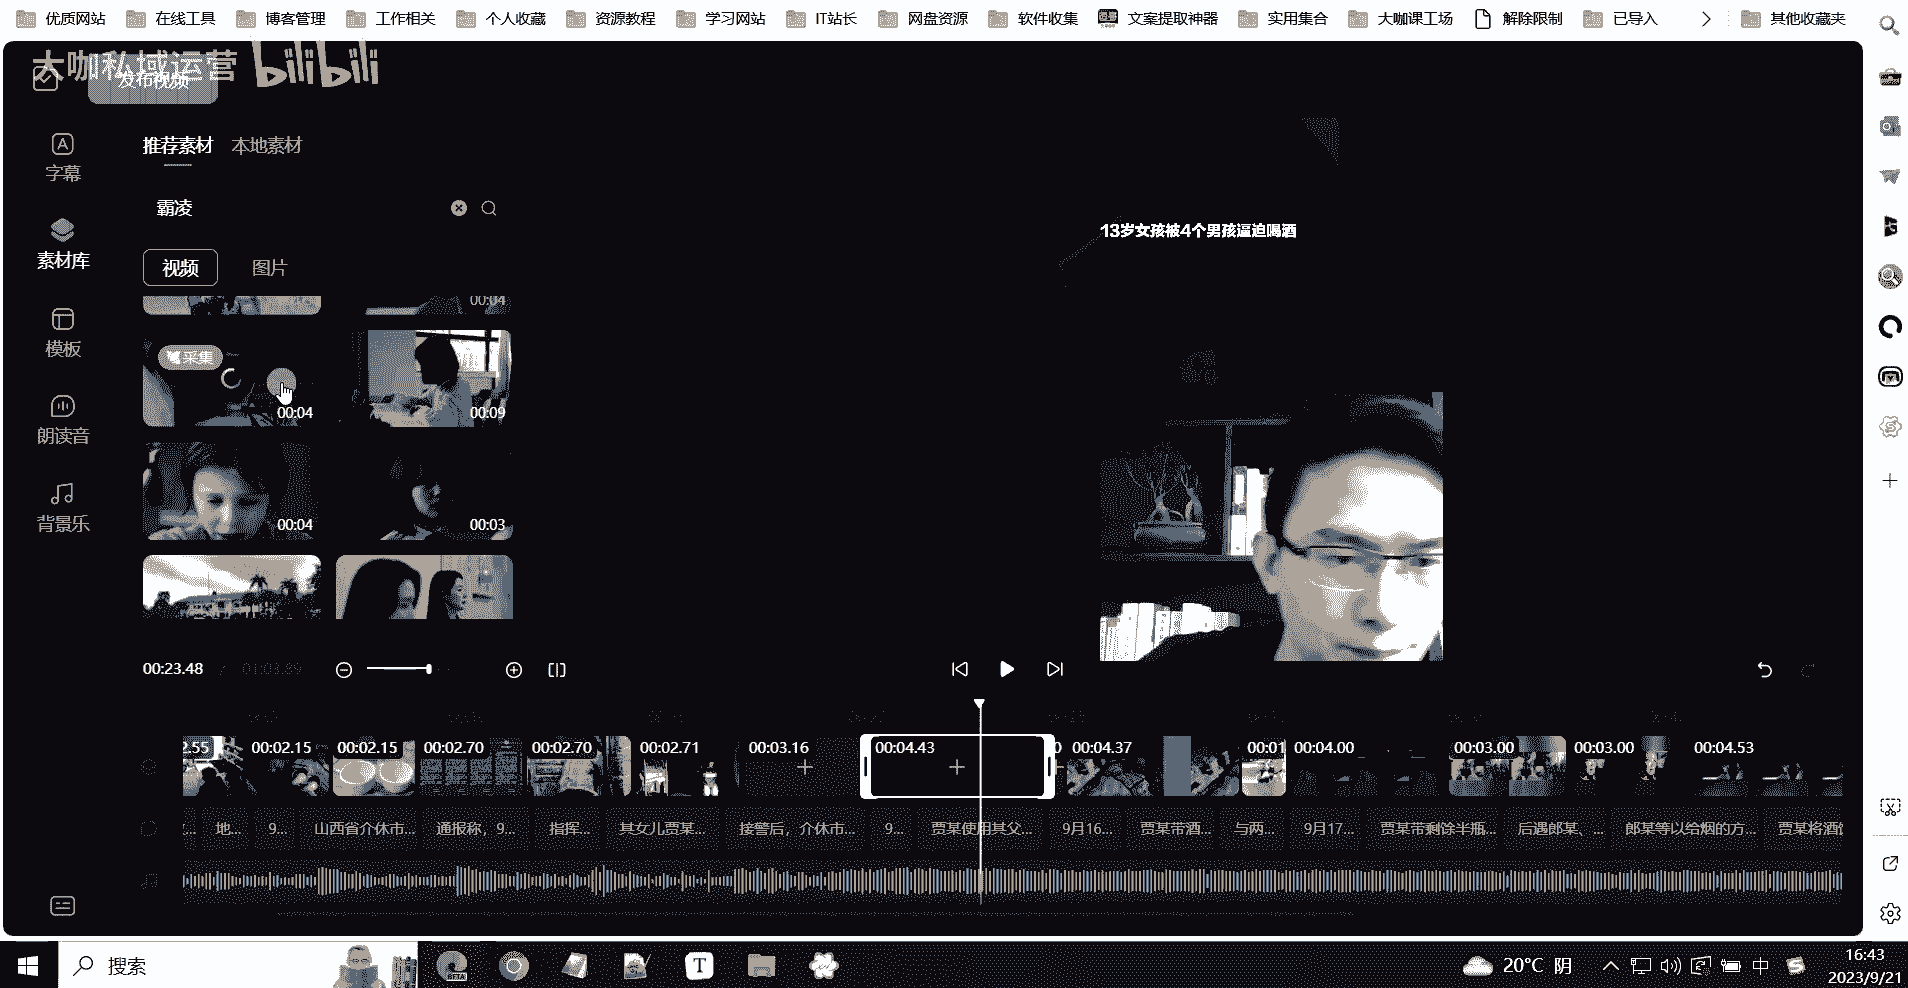 优质网站 在线工具 博客管理 工作相关 个人收藏 资源教程 学习网站 IT站长 网盘资源 软件收集 文案提取神器 实用集合 大咖课工场 解除限制 已导入 其他收藏夹
大咖私域运营 bilibili
发布视频
推荐素材 本地素材
字幕
霸凌
素材库
视频 图片
00:04
模板
采集
00:04 00:09
朗读音
00:04 00:03
背景乐
13岁女孩被4个男孩逼迫喝酒
00:23.48 /
2.55 00:02.15 00:02.15 00:02.70 00:02.70 00:02.71 00:03.16 00:04.43 00:04.37 00:01 00:04.00 00:03.00 00:03.00 00:04.53
地... 9... 山西省介休市... 通报称，9... 指挥... 其女儿贾某... 接警后，介休市... 9... 贾某使用其父... 9月16... 贾某带酒... 与两... 9月17... 贾某带剩余半瓶... 后遇郎某、... 郎某等以给烟的方... 贾某将酒
搜索
BETA
T
20°C 阴
中
16:43
2023/9/21